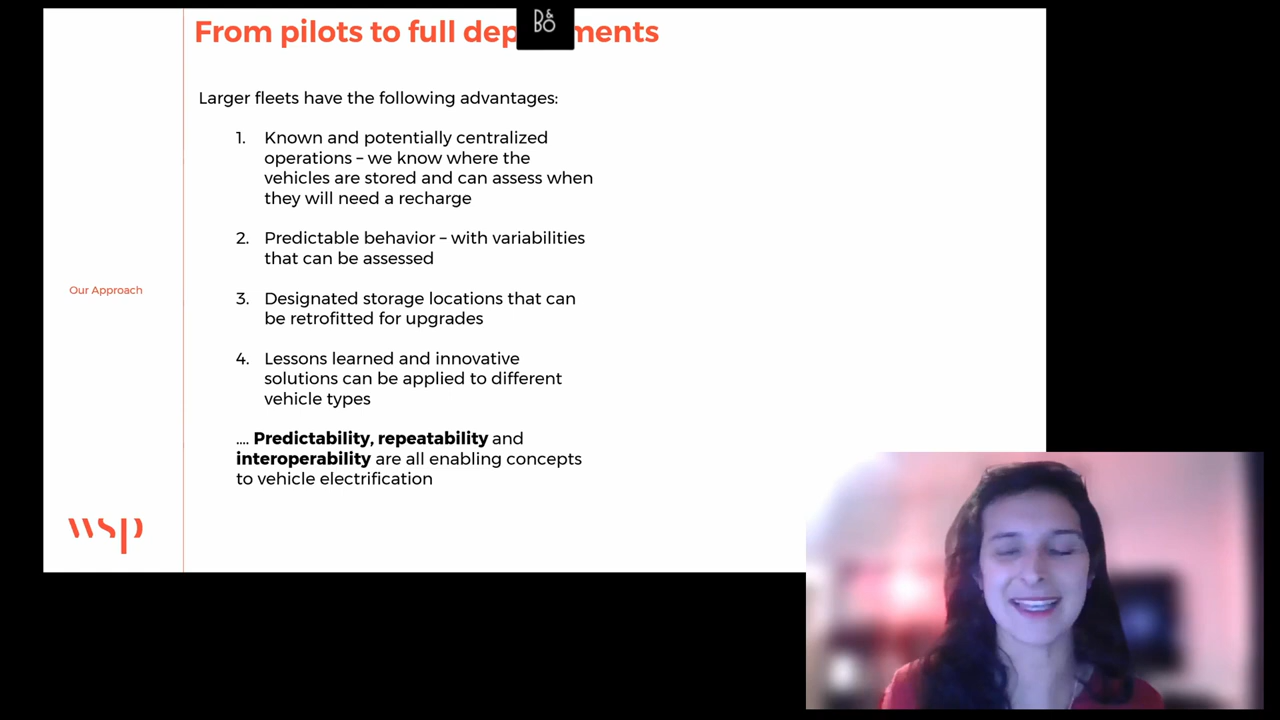 From pilots to full dep ments
B&O
Larger fleets have the following advantages:
1. Known and potentially centralized
operations – we know where the
vehicles are stored and can assess when
they will need a recharge
2. Predictable behavior – with variabilities
that can be assessed
Our Approach
3. Designated storage locations that can
be retrofitted for upgrades
4. Lessons learned and innovative
solutions can be applied to different
vehicle types
.... Predictability, repeatability and
interoperability are all enabling concepts
to vehicle electrification
wsp